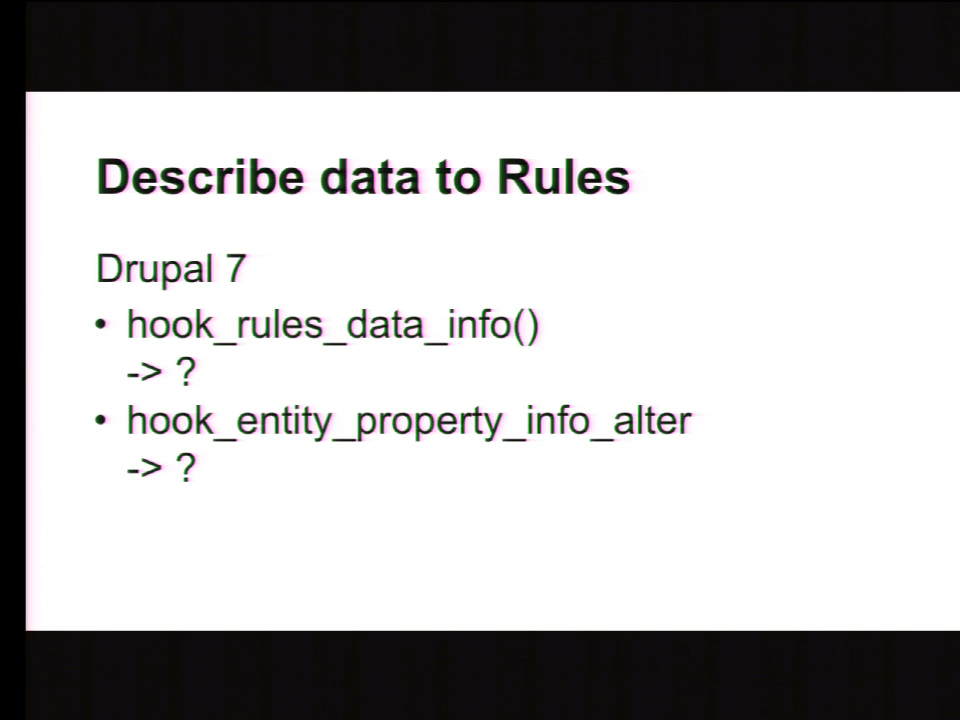 Describe data to Rules
Drupal 7
• hook_rules_data_info()
-> ?
• hook_entity_property_info_alter
-> ?